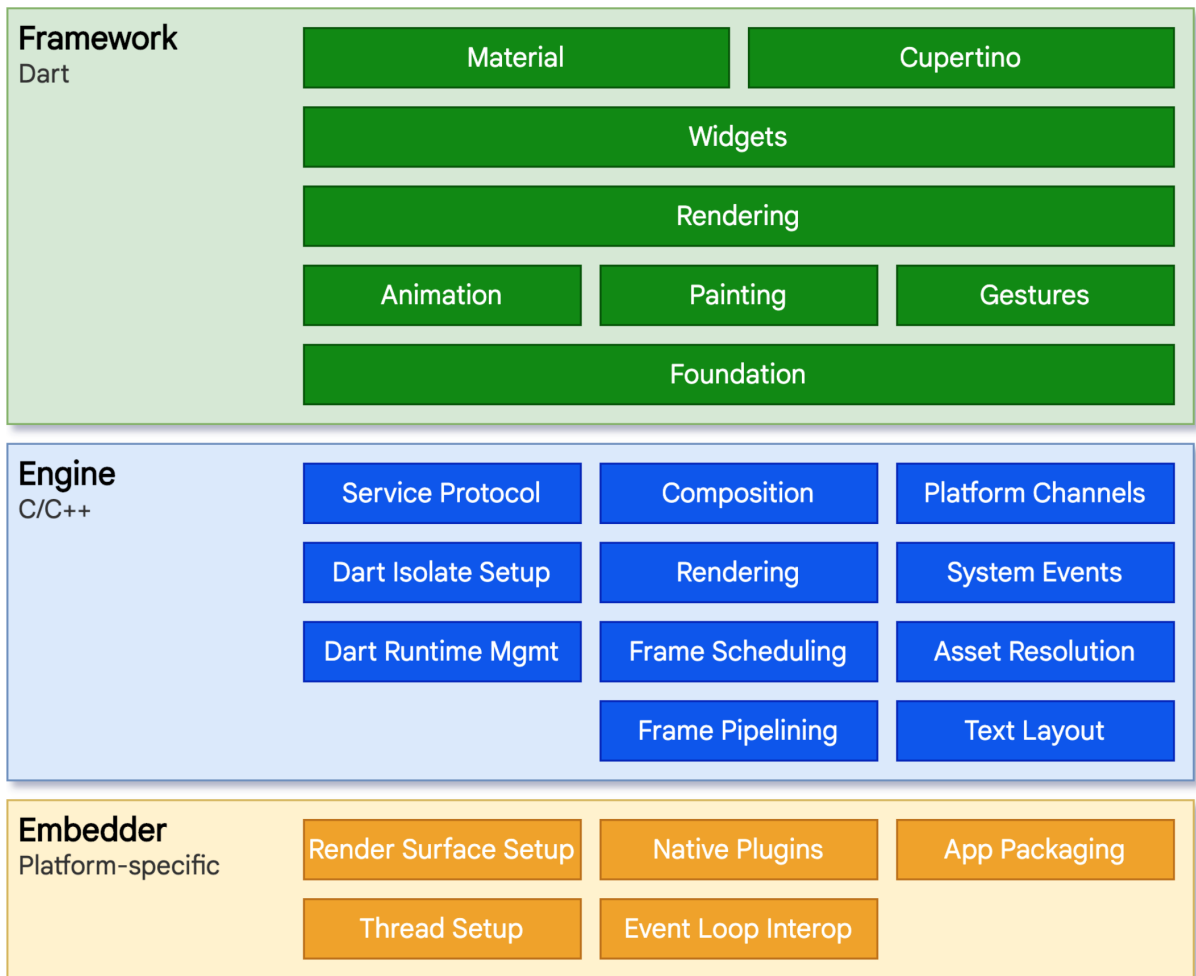 Framework
Dart
Material
Cupertino
Widgets
Rendering
Animation
Painting
Gestures
Foundation
Engine
C/C++
Service Protocol
Composition
Platform Channels
Dart Isolate Setup
Rendering
System Events
Dart Runtime Mgmt
Frame Scheduling
Asset Resolution
Frame Pipelining
Text Layout
Embedder
Platform-specific
Render Surface Setup
Native Plugins
App Packaging
Thread Setup
Event Loop Interop